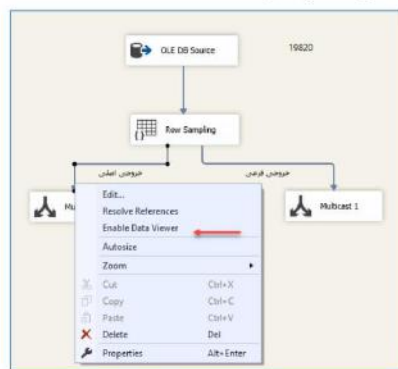 OLE DB Source
19820
Row Sampling
خروجی اصلی
خروجی فرعی
Mu
Multicast 1
Edit...
Resolve References
Enable Data Viewer
Autosize
Zoom
Cut Ctrl+X
Copy Ctrl+C
Paste Ctrl+V
Delete Del
Properties Alt+Enter